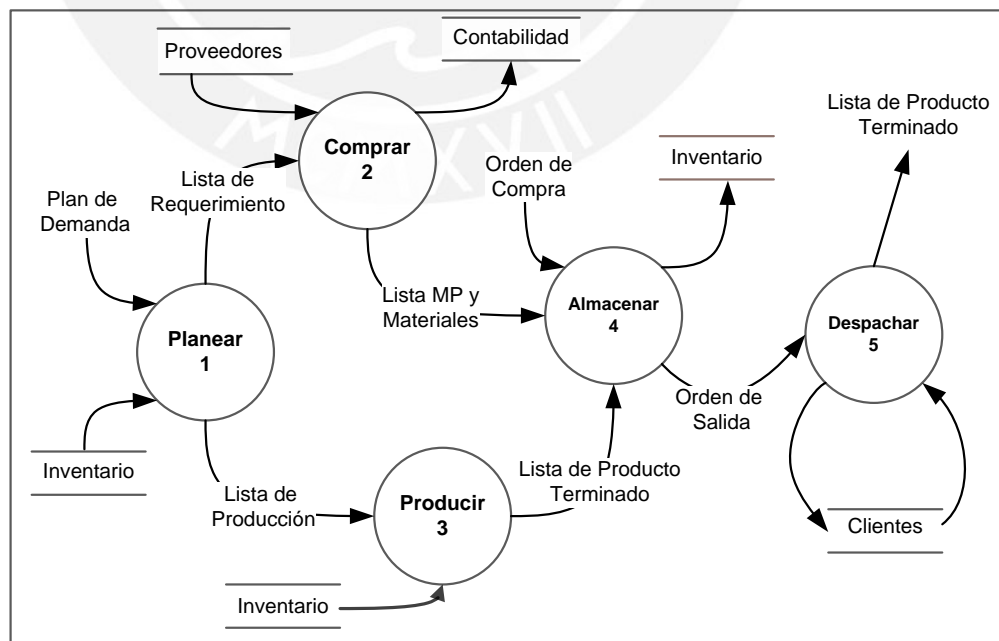 Proveedores
Contabilidad
Comprar
2
Lista de
Requerimiento
Plan de
Demanda
Planear
1
Inventario
Lista de
Producción
Producir
3
Inventario
Lista MP y
Materiales
Orden de
Compra
Inventario
Almacenar
4
Lista de Producto
Terminado
Orden de
Salida
Lista de Producto
Terminado
Despachar
5
Clientes